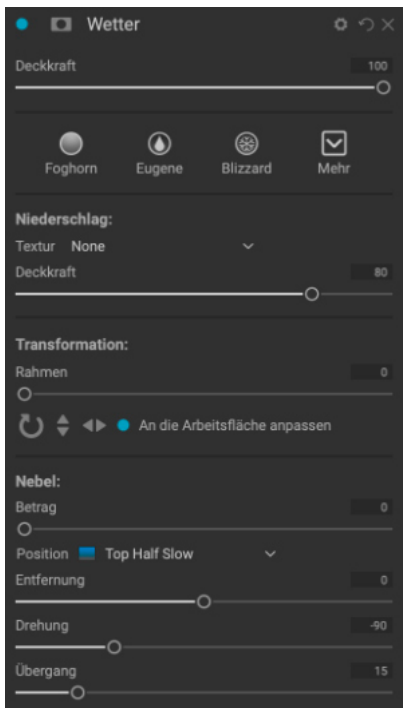 Wetter
Deckkraft 100
Foghorn Eugene Blizzard Mehr
Niederschlag:
Textur None
Deckkraft 80
Transformation:
Rahmen 0
An die Arbeitsfläche anpassen
Nebel:
Betrag 0
Position Top Half Slow
Entfernung 0
Drehung -90
Übergang 15